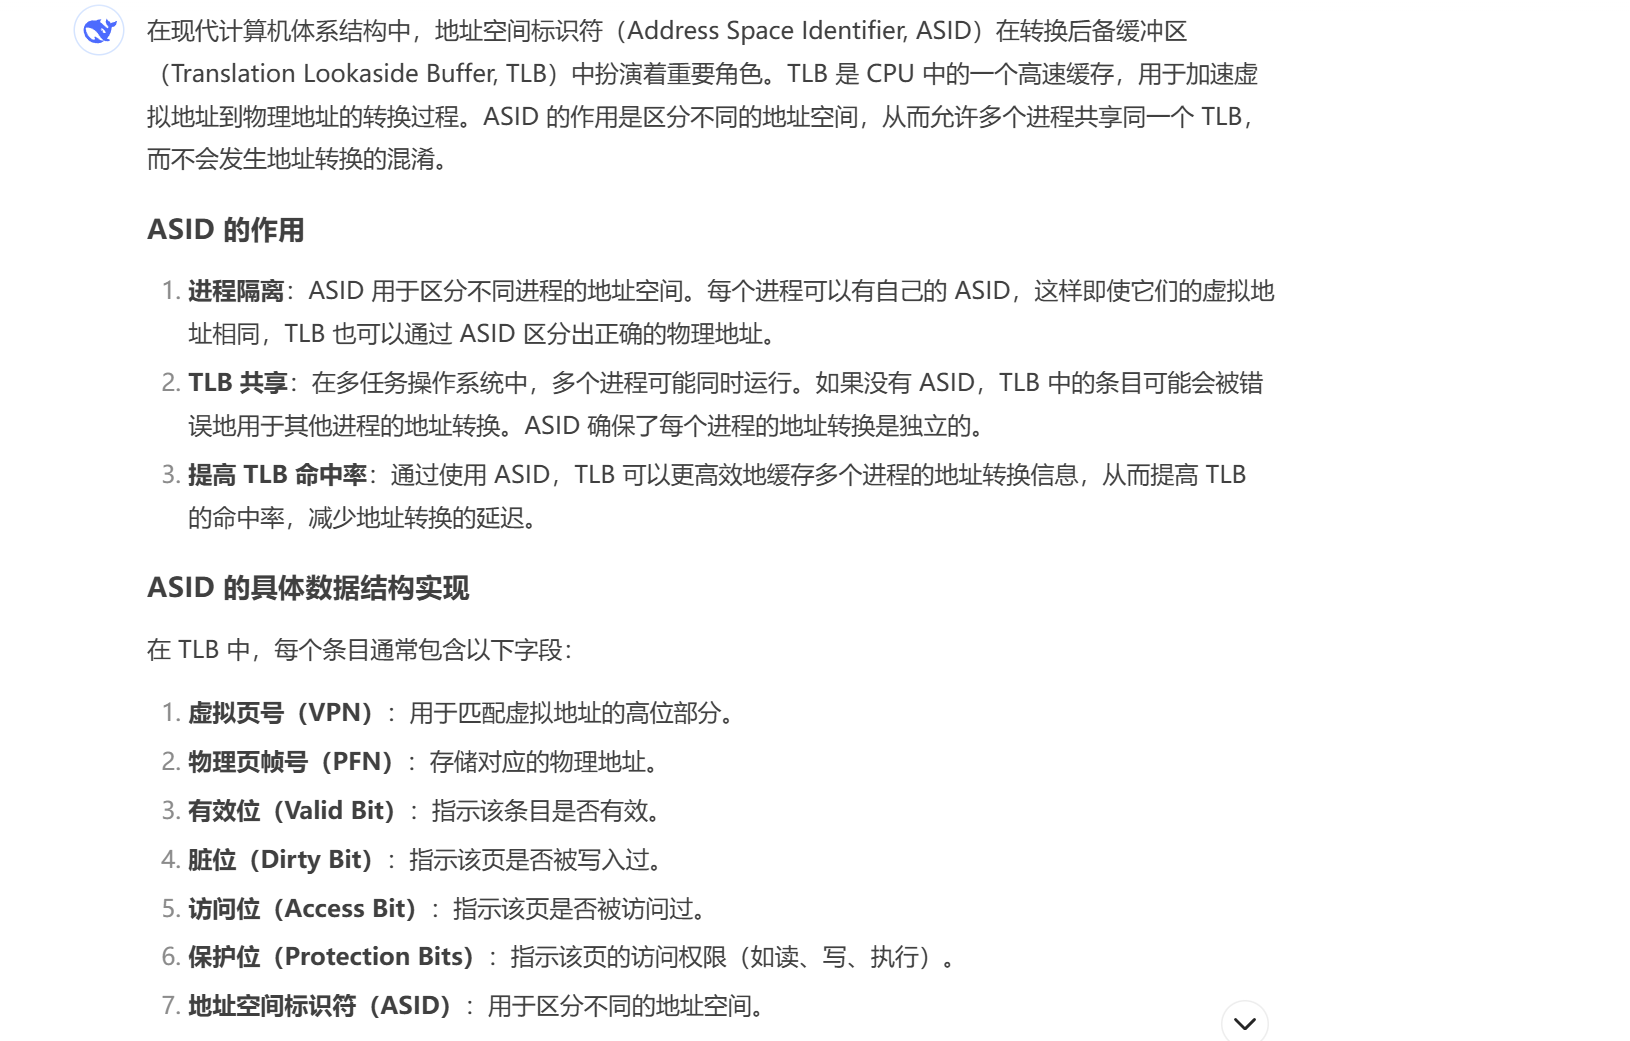 在现代计算机体系结构中，地址空间标识符（Address Space Identifier, ASID）在转换后备缓冲区
（Translation Lookaside Buffer, TLB）中扮演着重要角色。TLB 是 CPU 中的一个高速缓存，用于加速虚
拟地址到物理地址的转换过程。ASID 的作用是区分不同的地址空间，从而允许多个进程共享同一个 TLB，
而不会发生地址转换的混淆。
ASID 的作用
1. 进程隔离：ASID 用于区分不同进程的地址空间。每个进程可以有自己的 ASID，这样即使它们的虚拟地
址相同，TLB 也可以通过 ASID 区分出正确的物理地址。
2. TLB 共享：在多任务操作系统中，多个进程可能同时运行。如果没有 ASID，TLB 中的条目可能会被错
误地用于其他进程的地址转换。ASID 确保了每个进程的地址转换是独立的。
3. 提高 TLB 命中率：通过使用 ASID，TLB 可以更高效地缓存多个进程的地址转换信息，从而提高 TLB
的命中率，减少地址转换的延迟。
ASID 的具体数据结构实现
在 TLB 中，每个条目通常包含以下字段：
1. 虚拟页号（VPN）：用于匹配虚拟地址的高位部分。
2. 物理页帧号（PFN）：存储对应的物理地址。
3. 有效位（Valid Bit）：指示该条目是否有效。
4. 脏位（Dirty Bit）：指示该页是否被写入过。
5. 访问位（Access Bit）：指示该页是否被访问过。
6. 保护位（Protection Bits）：指示该页的访问权限（如读、写、执行）。
7. 地址空间标识符（ASID）：用于区分不同的地址空间。